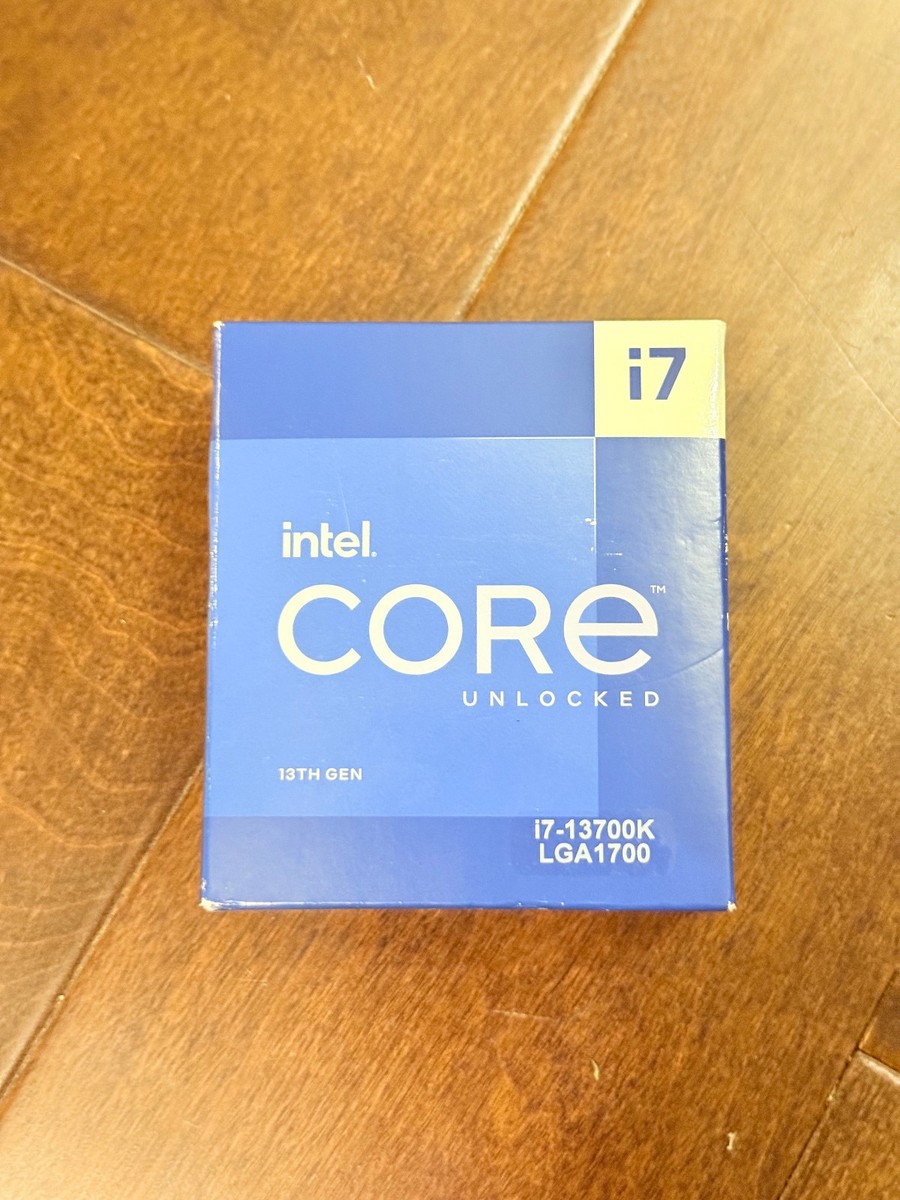 i7
intel.
CORE™
UNLOCKED
13TH GEN
i7-13700K
LGA1700